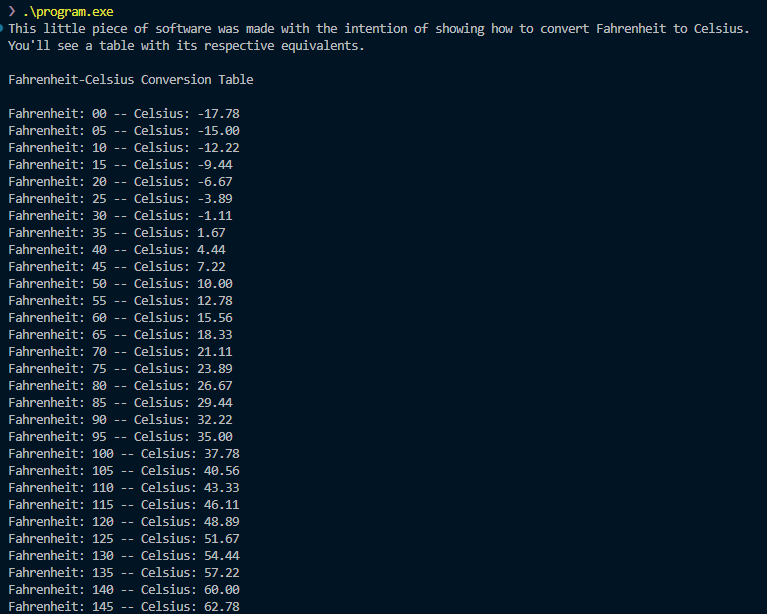 ❯ .\program.exe
This little piece of software was made with the intention of showing how to convert Fahrenheit to Celsius.
You'll see a table with its respective equivalents.
Fahrenheit-Celsius Conversion Table
Fahrenheit: 00 -- Celsius: -17.78
Fahrenheit: 05 -- Celsius: -15.00
Fahrenheit: 10 -- Celsius: -12.22
Fahrenheit: 15 -- Celsius: -9.44
Fahrenheit: 20 -- Celsius: -6.67
Fahrenheit: 25 -- Celsius: -3.89
Fahrenheit: 30 -- Celsius: -1.11
Fahrenheit: 35 -- Celsius: 1.67
Fahrenheit: 40 -- Celsius: 4.44
Fahrenheit: 45 -- Celsius: 7.22
Fahrenheit: 50 -- Celsius: 10.00
Fahrenheit: 55 -- Celsius: 12.78
Fahrenheit: 60 -- Celsius: 15.56
Fahrenheit: 65 -- Celsius: 18.33
Fahrenheit: 70 -- Celsius: 21.11
Fahrenheit: 75 -- Celsius: 23.89
Fahrenheit: 80 -- Celsius: 26.67
Fahrenheit: 85 -- Celsius: 29.44
Fahrenheit: 90 -- Celsius: 32.22
Fahrenheit: 95 -- Celsius: 35.00
Fahrenheit: 100 -- Celsius: 37.78
Fahrenheit: 105 -- Celsius: 40.56
Fahrenheit: 110 -- Celsius: 43.33
Fahrenheit: 115 -- Celsius: 46.11
Fahrenheit: 120 -- Celsius: 48.89
Fahrenheit: 125 -- Celsius: 51.67
Fahrenheit: 130 -- Celsius: 54.44
Fahrenheit: 135 -- Celsius: 57.22
Fahrenheit: 140 -- Celsius: 60.00
Fahrenheit: 145 -- Celsius: 62.78